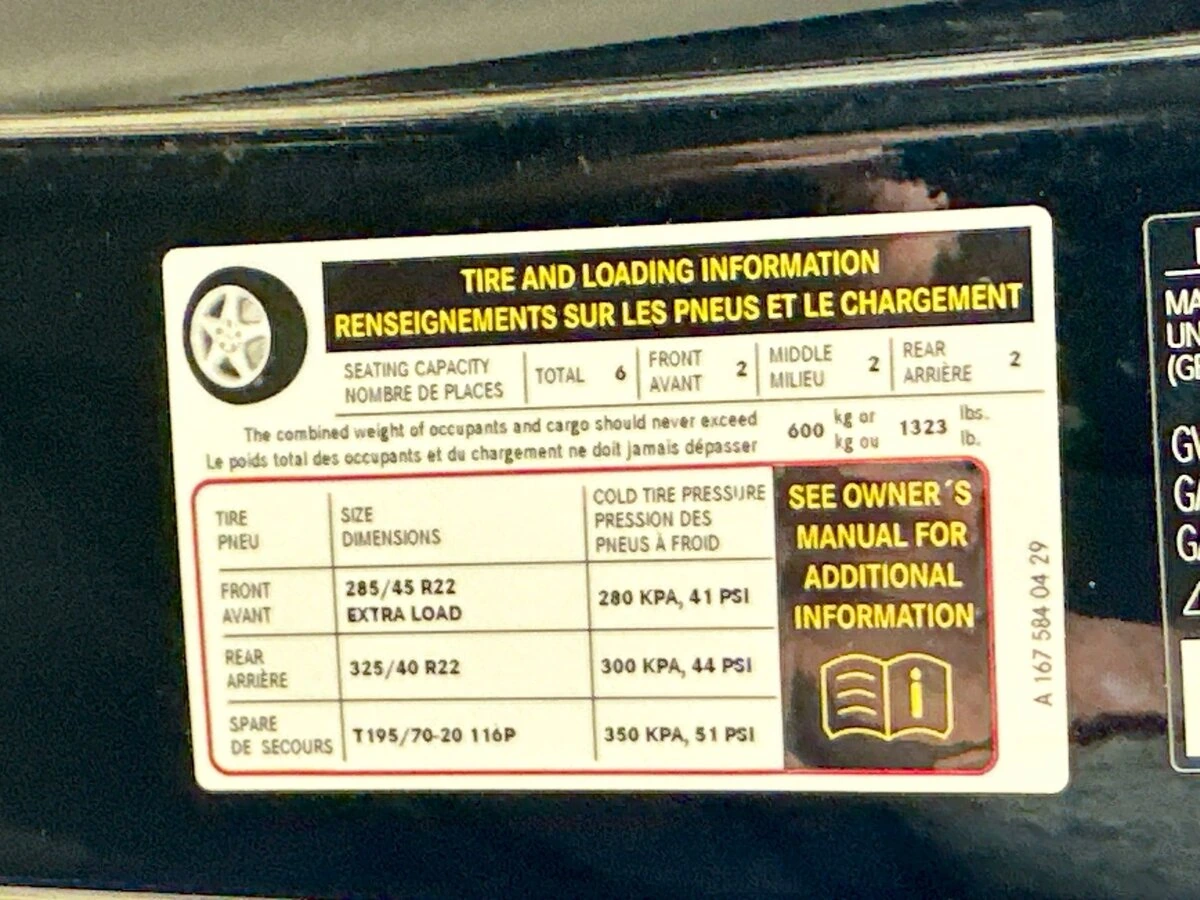 TIRE AND LOADING INFORMATION
RENSEIGNEMENTS SUR LES PNEUS ET LE CHARGEMENT
SEATING CAPACITY
NOMBRE DE PLACES
TOTAL 6
FRONT
AVANT 2
MIDDLE
MILIEU 2
REAR
ARRIÈRE 2
The combined weight of occupants and cargo should never exceed
Le poids total des occupants et du chargement ne doit jamais dépasser
600 kg or 1323 lbs.
kg ou lb.
TIRE
PNEU
SIZE
DIMENSIONS
COLD TIRE PRESSURE
PRESSION DES
PNEUS À FROID
FRONT
AVANT
285/45 R22
EXTRA LOAD
280 KPA, 41 PSI
REAR
ARRIÈRE
325/40 R22
300 KPA, 44 PSI
SPARE
DE SECOURS
T195/70-20 116P
350 KPA, 51 PSI
SEE OWNER´S
MANUAL FOR
ADDITIONAL
INFORMATION
A 167 584 04 29
MA
UN